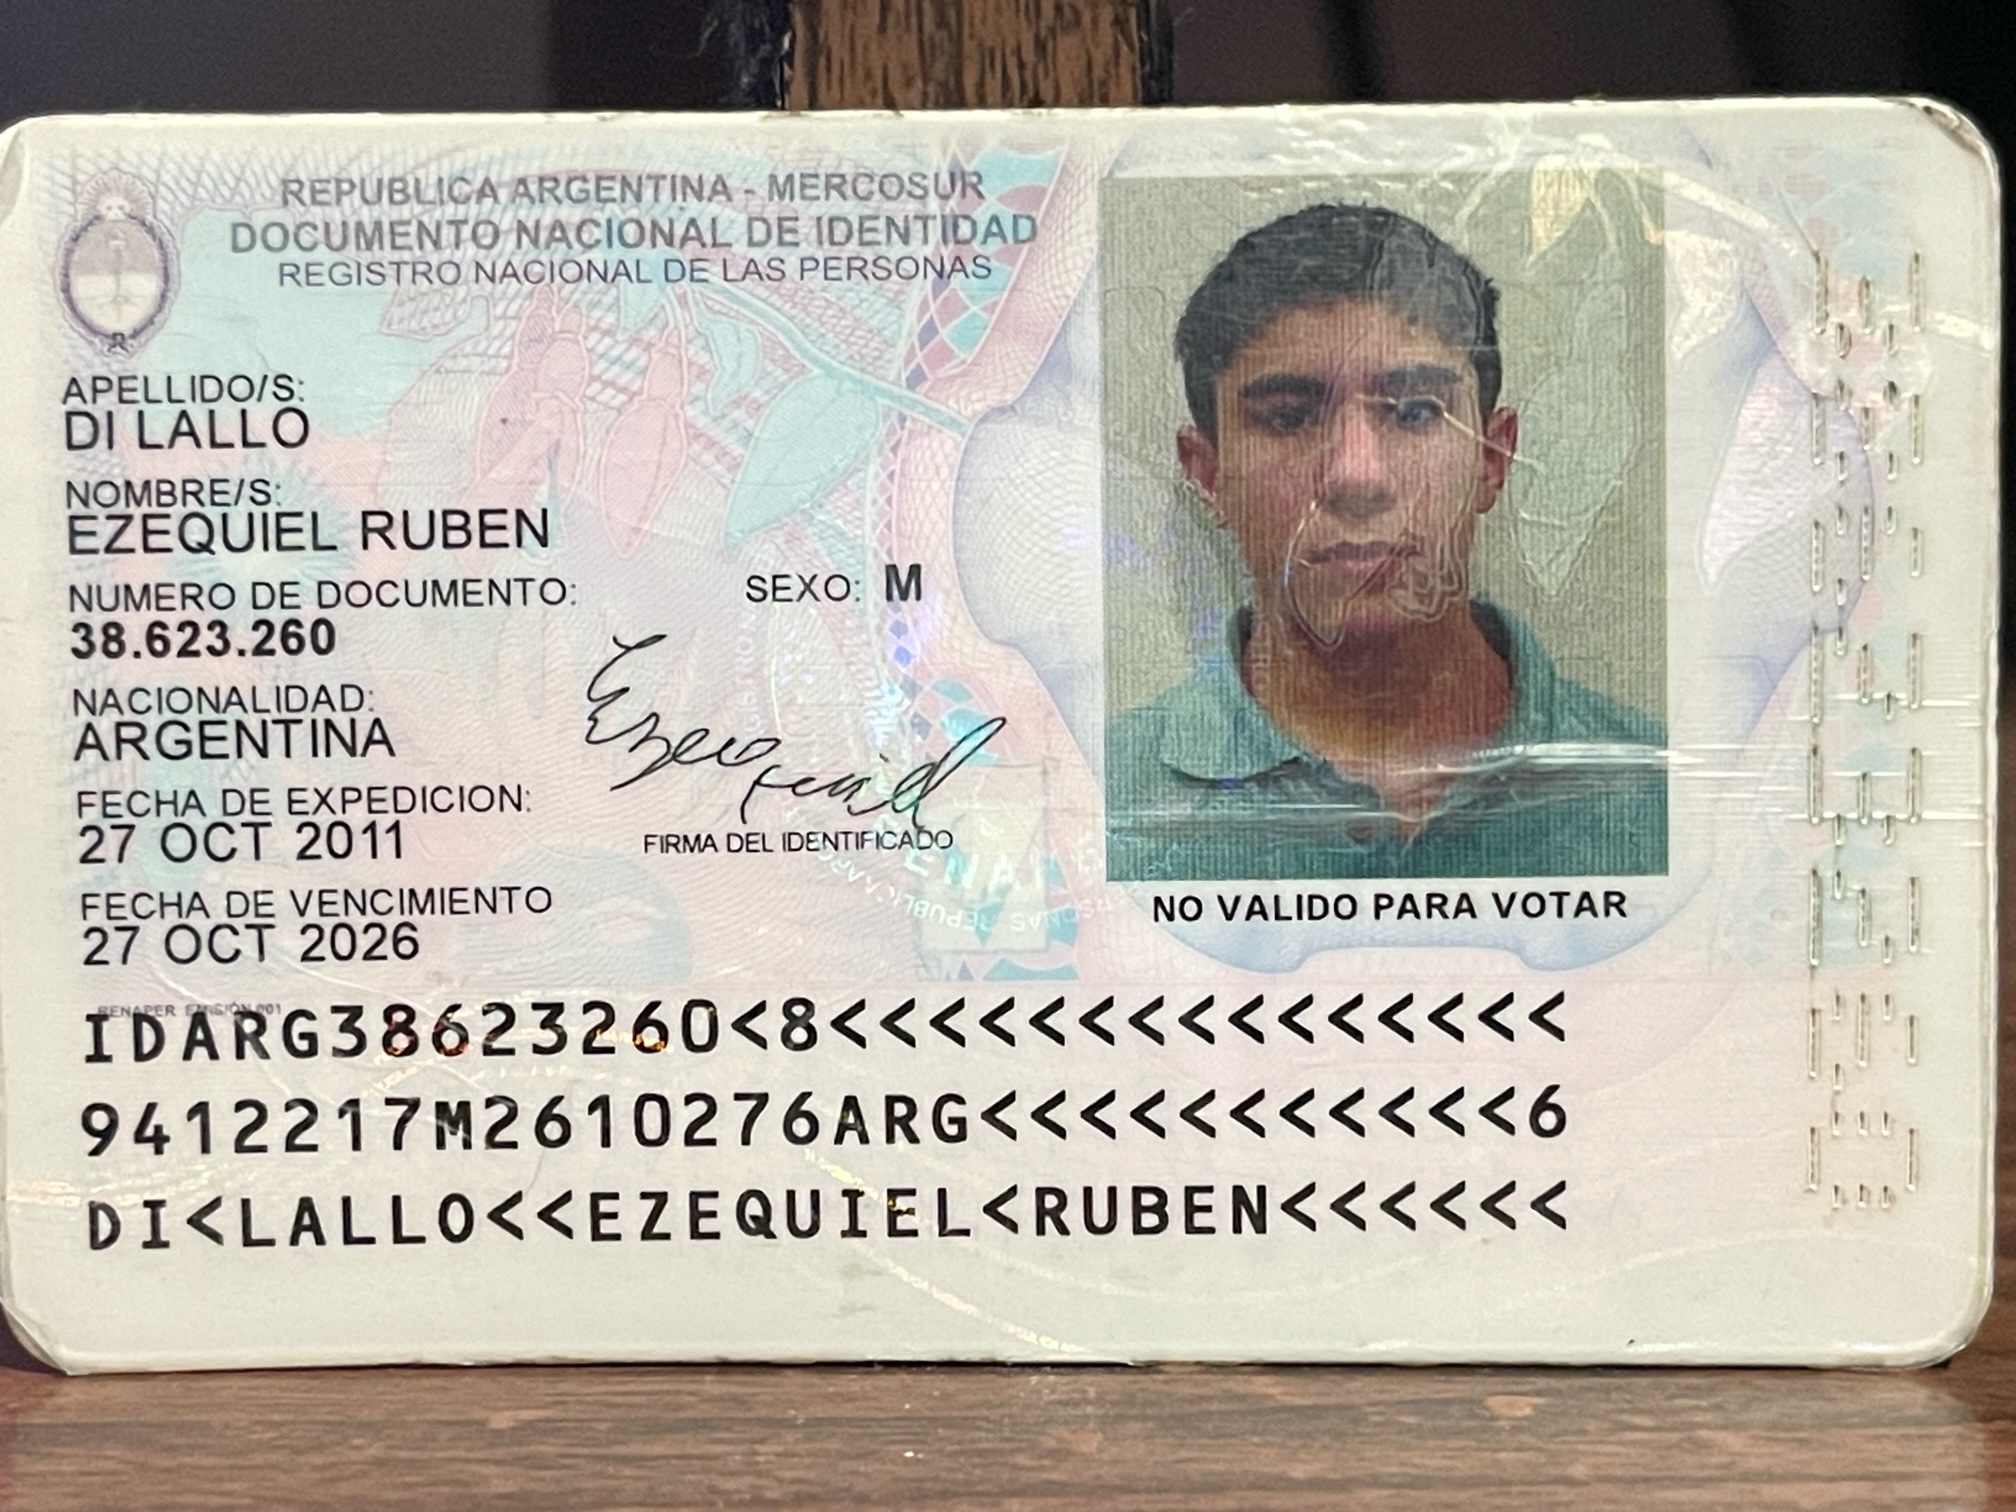 REPUBLICA ARGENTINA - MERCOSUR
DOCUMENTO NACIONAL DE IDENTIDAD
REGISTRO NACIONAL DE LAS PERSONAS
APELLIDO/S:
DI LALLO
NOMBRE/S:
EZEQUIEL RUBEN
NUMERO DE DOCUMENTO:
38.623.260
SEXO: M
NACIONALIDAD:
ARGENTINA
FECHA DE EXPEDICION:
27 OCT 2011
Ezequiel
FIRMA DEL IDENTIFICADO
FECHA DE VENCIMIENTO
27 OCT 2026
NO VALIDO PARA VOTAR
RENAPER EMISIÓN 001
IDARG38623260<8<<<<<<<<<<<<<<<
9412217M2610276ARG<<<<<<<<<<<6
DI<LALLO<<EZEQUIEL<RUBEN<<<<<<